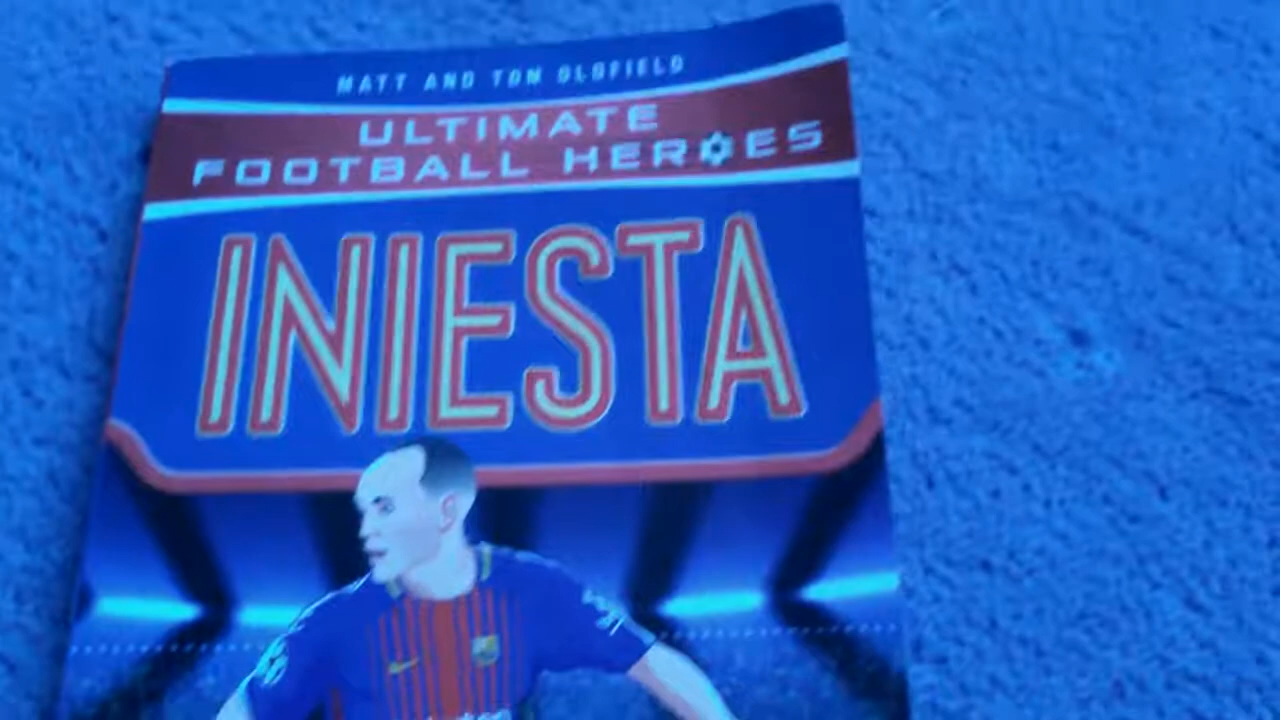 MATT AND TOM OLDFIELD
ULTIMATE
FOOTBALL HEROES
INIESTA